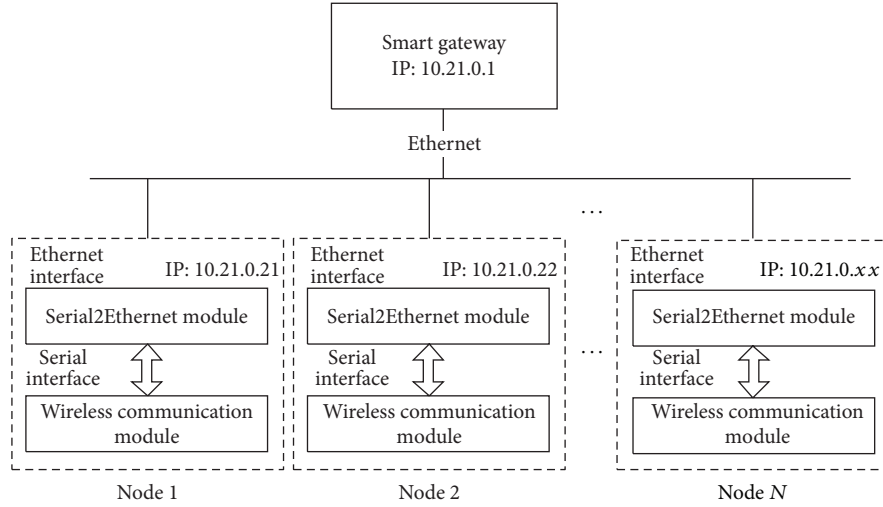 Smart gateway
IP: 10.21.0.1
Ethernet
...
Ethernet
interface
IP: 10.21.0.21
Serial2Ethernet module
Serial
interface
Wireless communication
module
Node 1
Ethernet
interface
IP: 10.21.0.22
Serial2Ethernet module
Serial
interface
Wireless communication
module
Node 2
...
Ethernet
interface
IP: 10.21.0.xx
Serial2Ethernet module
Serial
interface
Wireless communication
module
Node N